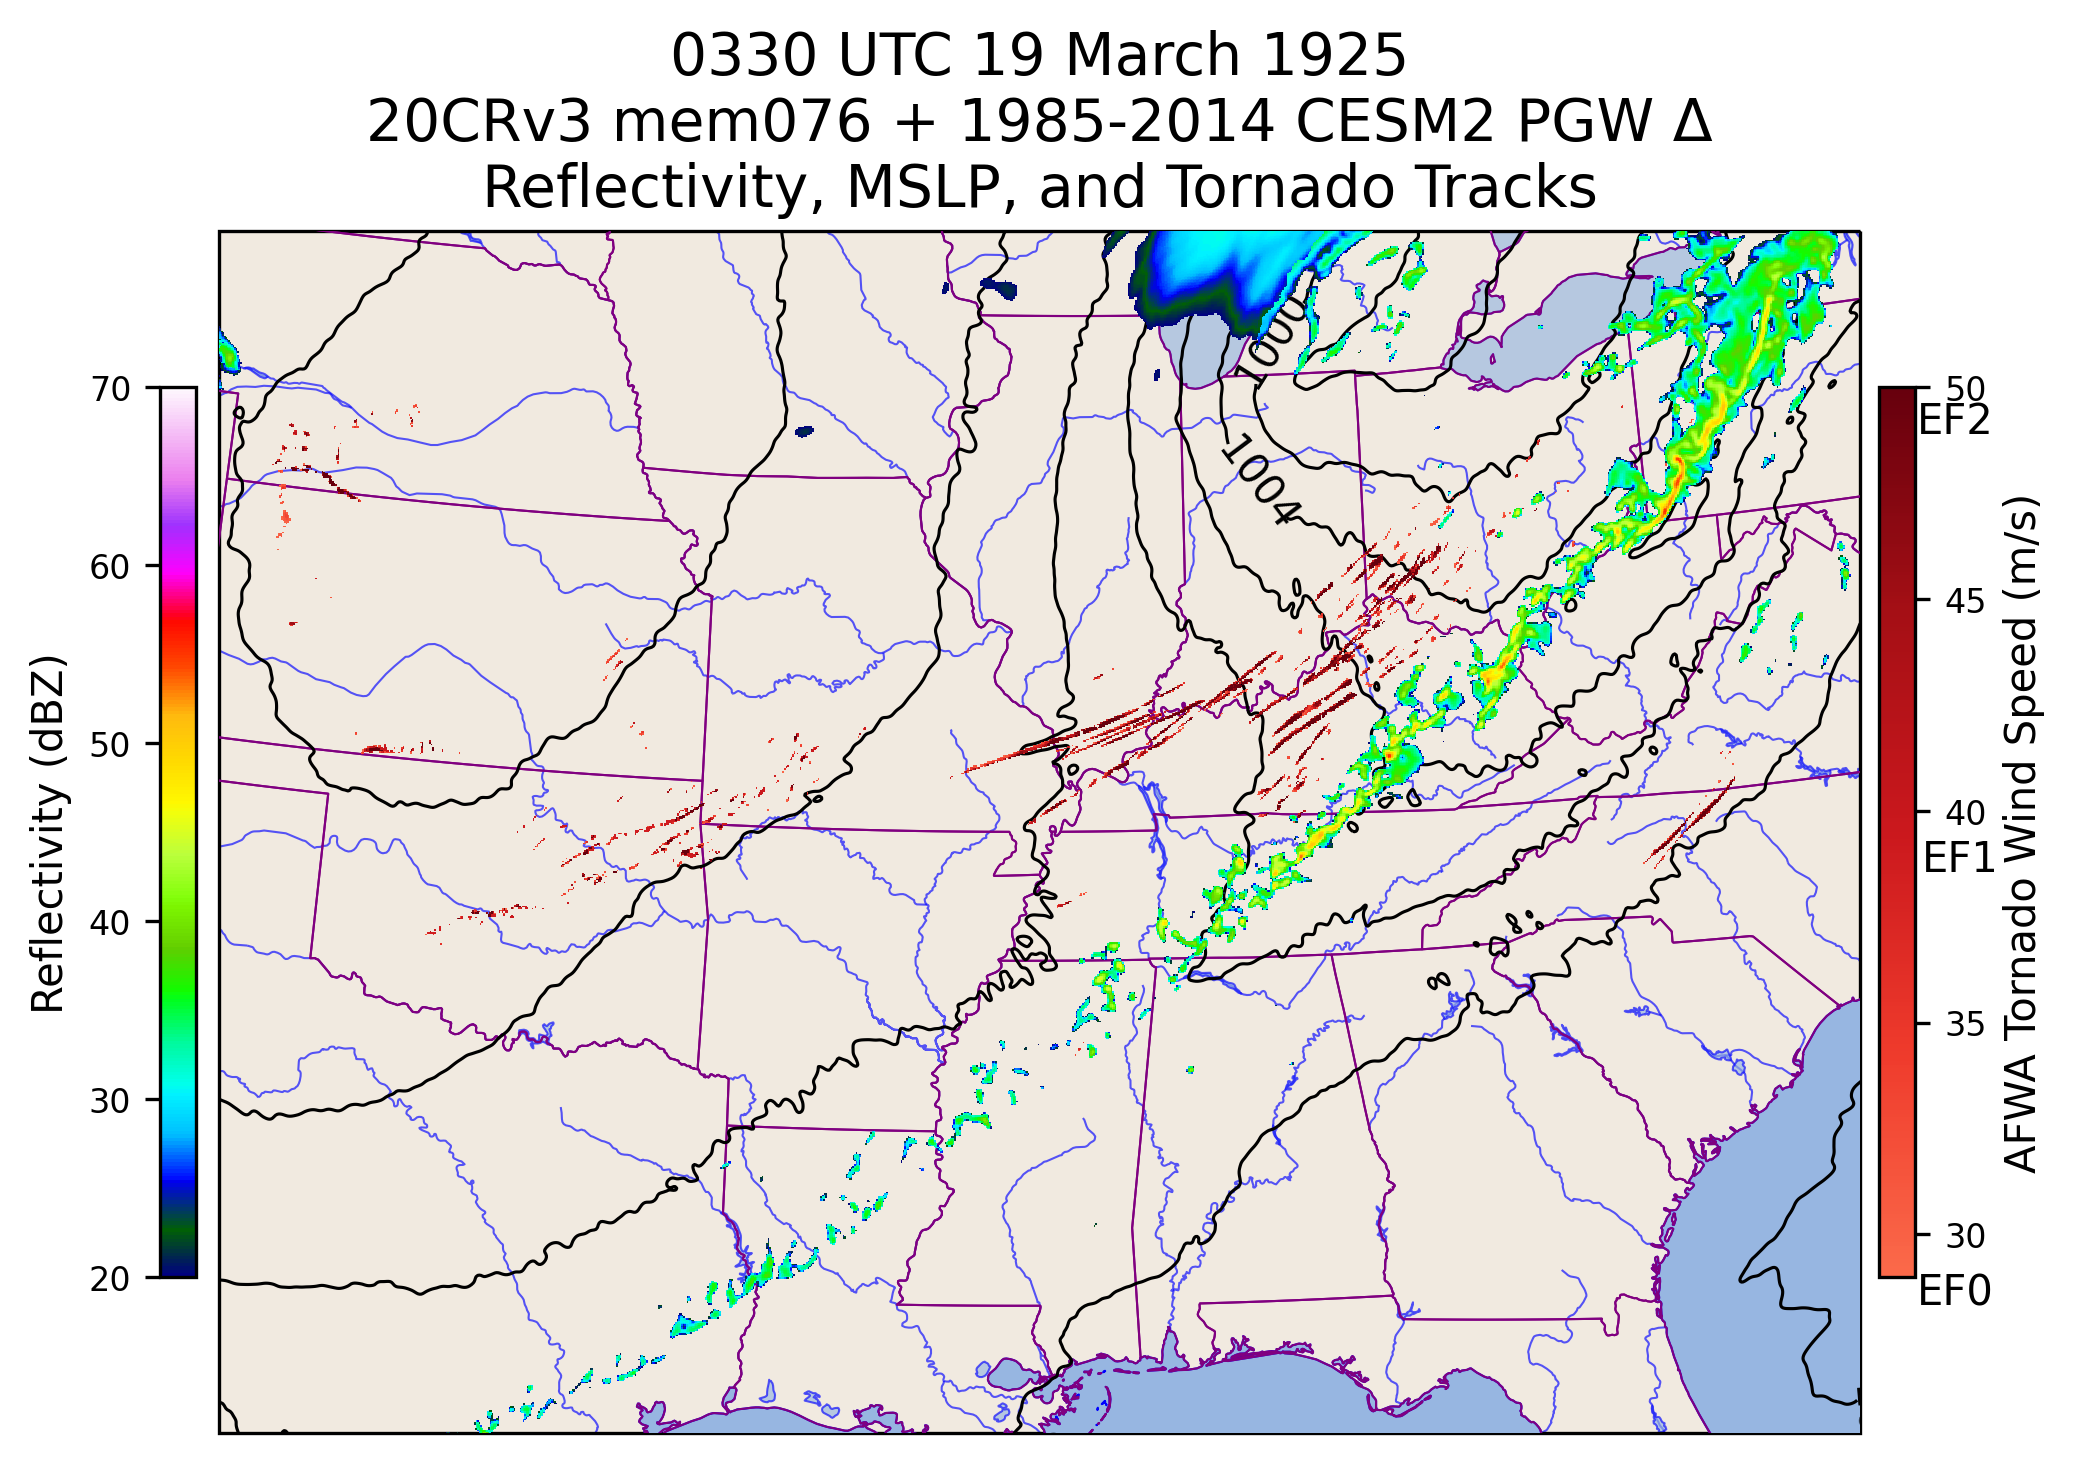 0330 UTC 19 March 1925
20CRv3 mem076 + 1985-2014 CESM2 PGW Δ
Reflectivity, MSLP, and Tornado Tracks
70
60
50
40
30
20
Reflectivity (dBZ)
1000
1004
50
EF2
45
40
EF1
35
30
EF0
AFWA Tornado Wind Speed (m/s)